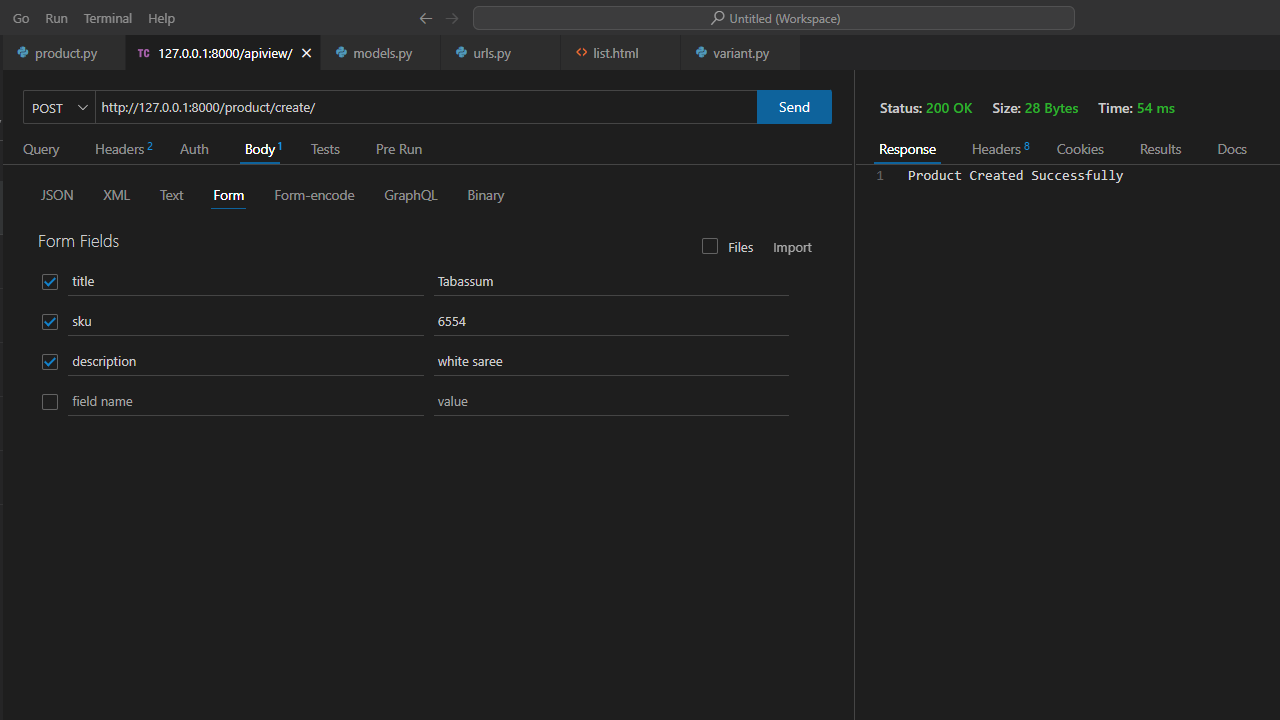 Go Run Terminal Help Untitled (Workspace)
product.py TC 127.0.0.1:8000/apiview/ models.py urls.py list.html variant.py
POST http://127.0.0.1:8000/product/create/ Send
Status: 200 OK Size: 28 Bytes Time: 54 ms
Query Headers 2 Auth Body 1 Tests Pre Run
Response Headers 8 Cookies Results Docs
1 Product Created Successfully
JSON XML Text Form Form-encode GraphQL Binary
Form Fields
Files Import
title Tabassum
sku 6554
description white saree
field name value